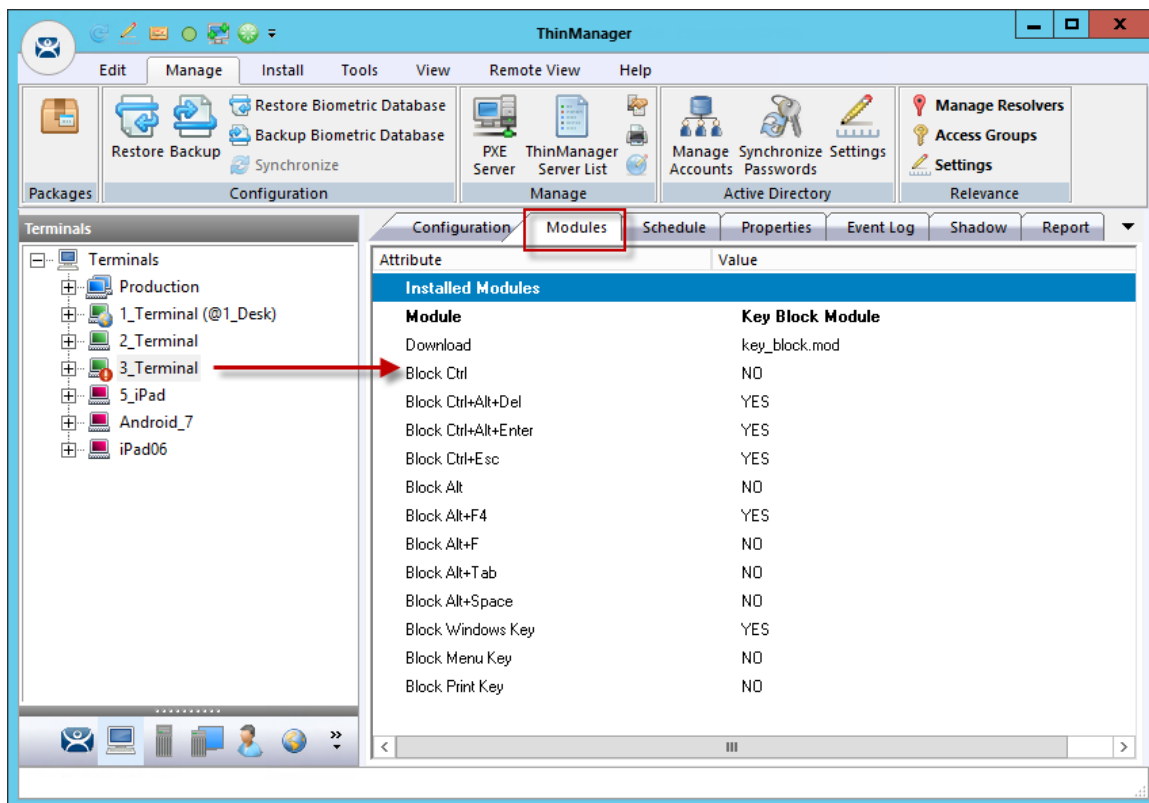 ThinManager
Edit Manage Install Tools View Remote View Help
Restore Biometric Database
Backup Biometric Database
Synchronize
Restore Backup
PXE Server
ThinManager Server List
Manage Accounts
Synchronize Passwords
Settings
Manage Resolvers
Access Groups
Settings
Packages Configuration Manage Active Directory Relevance
Terminals
Configuration Modules Schedule Properties Event Log Shadow Report
Terminals
Production
1_Terminal (@1_Desk)
2_Terminal
3_Terminal
5_iPad
Android_7
iPad06
Attribute Value
Installed Modules
Module Key Block Module
Download key_block.mod
Block Ctrl NO
Block Ctrl+Alt+Del YES
Block Ctrl+Alt+Enter YES
Block Ctrl+Esc YES
Block Alt NO
Block Alt+F4 YES
Block Alt+F NO
Block Alt+Tab NO
Block Alt+Space NO
Block Windows Key YES
Block Menu Key NO
Block Print Key NO